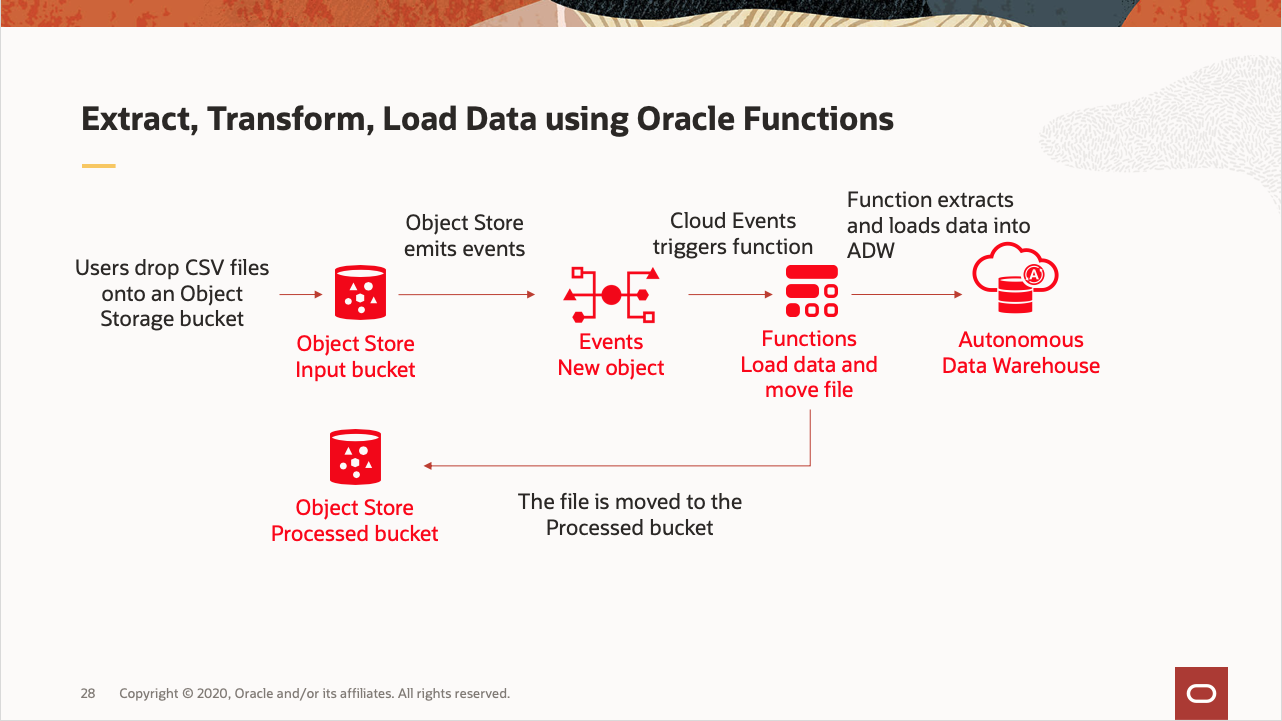 Extract, Transform, Load Data using Oracle Functions
Users drop CSV files
onto an Object
Storage bucket
Object Store
Input bucket
Object Store
emits events
Events
New object
Cloud Events
triggers function
Functions
Load data and
move file
Function extracts
and loads data into
ADW
A
Autonomous
Data Warehouse
The file is moved to the
Processed bucket
Object Store
Processed bucket
28 Copyright © 2020, Oracle and/or its affiliates. All rights reserved.